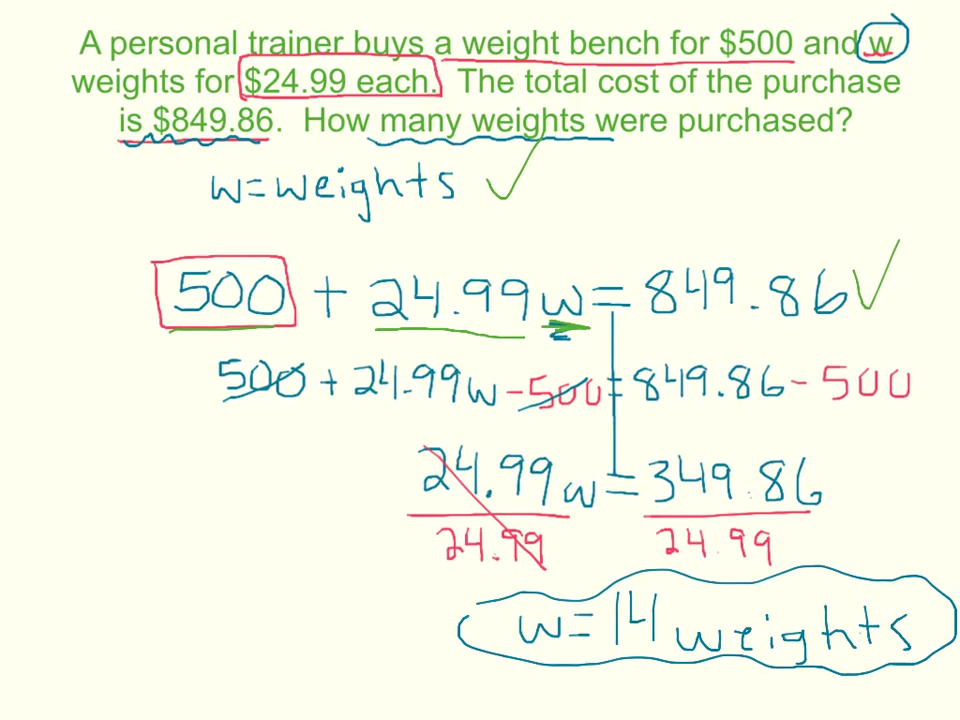 A personal trainer buys a weight bench for $500 and w
weights for $24.99 each. The total cost of the purchase
is $849.86. How many weights were purchased?
w=weights
500 + 24.99w=849.86
500 + 24.99w-500=849.86-500
24.99w=349.86
24.99 24.99
w=14 weights